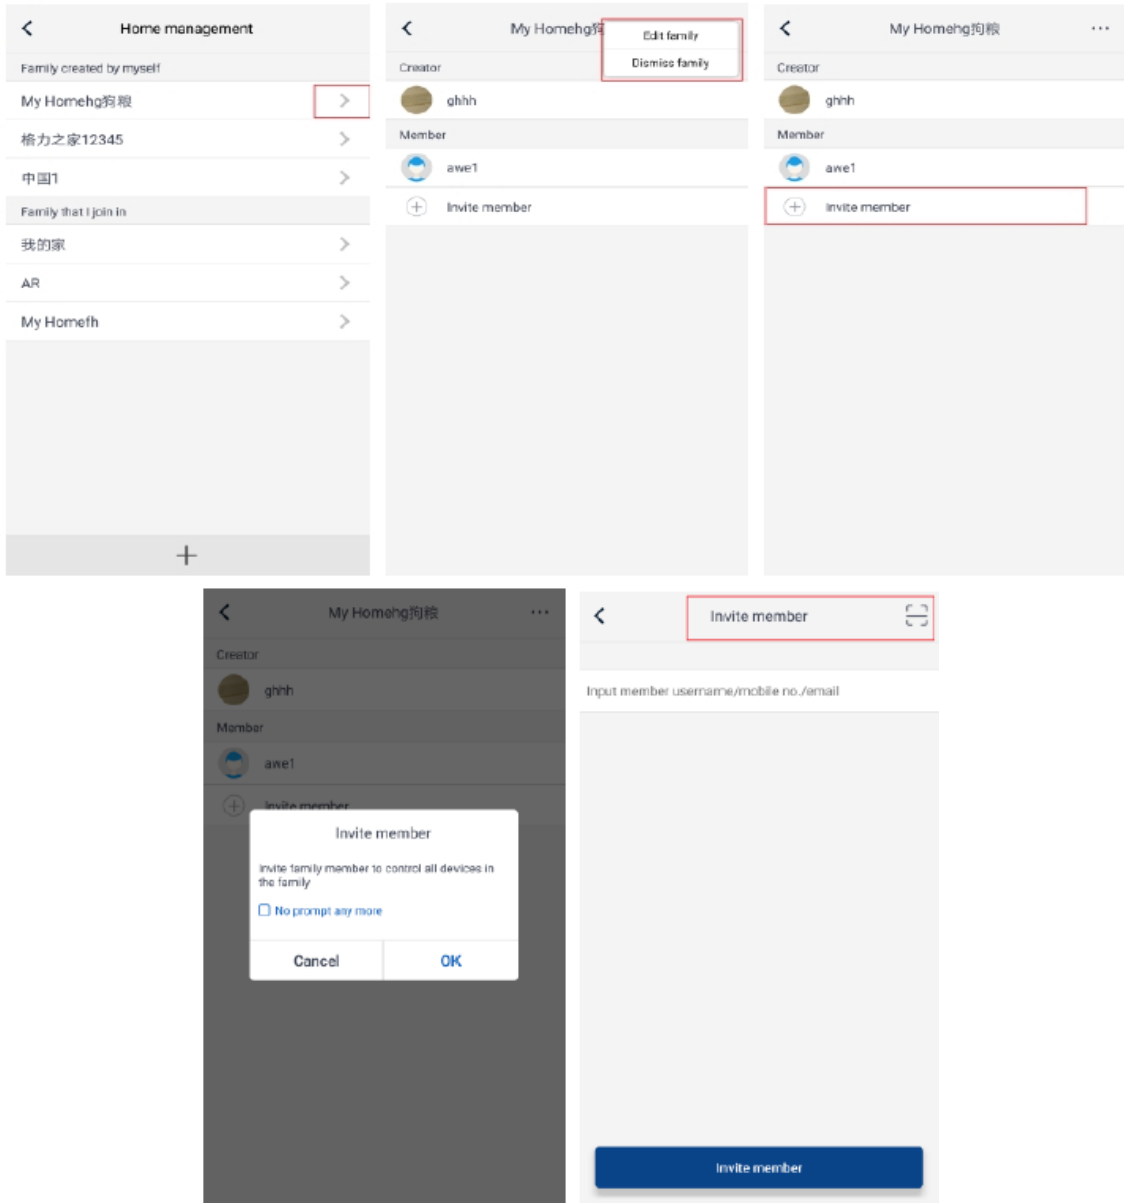 Home management
Family created by myself
My Homehg狗粮
格力之家12345
中国1
Family that I join in
我的家
AR
My Homefh
My Homehg狗
Edit family
Dismiss family
Creator
ghhh
Member
awe1
Invite member
My Homehg狗粮
Creator
ghhh
Member
awe1
Invite member
My Homehg狗粮
Creator
ghhh
Member
awe1
Invite member
Invite member
Invite family member to control all devices in
the family
No prompt any more
Cancel
OK
Invite member
Input member username/mobile no./email
Invite member